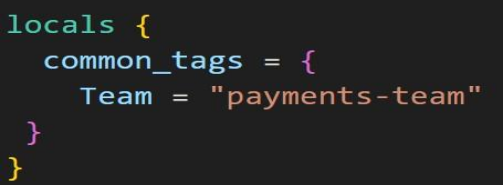 locals {
  common_tags = {
    Team = "payments-team"
 }
}